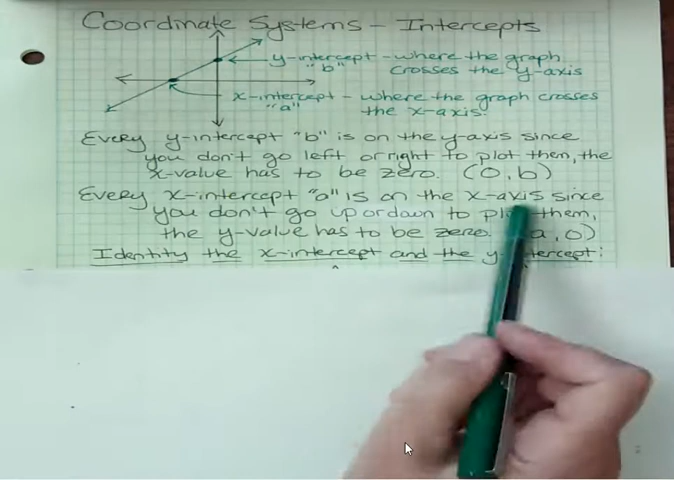 Coordinate Systems - Intercepts
y-intercept - where the graph
"b" crosses the y-axis
x-intercept - where the graph crosses
"a" the x-axis.
Every y-intercept "b" is on the y-axis since
you don't go left or right to plot them, the
x-value has to be zero. (0, b)
Every x-intercept "a" is on the x-axis since
you don't go up or down to plot them,
the y-value has to be zero. (a, 0)
Identity the x-intercept and the y-intercept: